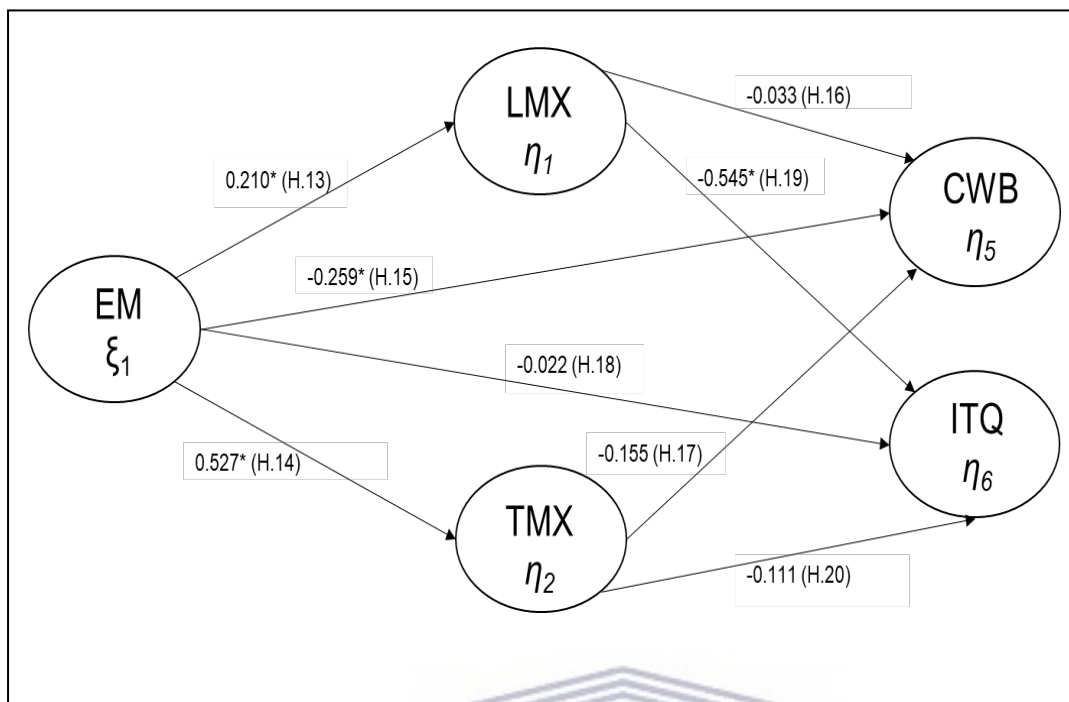 LMX
η1
-0.033 (H.16)
CWB
η5
0.210* (H.13)
-0.545* (H.19)
-0.259* (H.15)
EM
ξ1
-0.022 (H.18)
ITQ
η6
0.527* (H.14)
-0.155 (H.17)
TMX
η2
-0.111 (H.20)